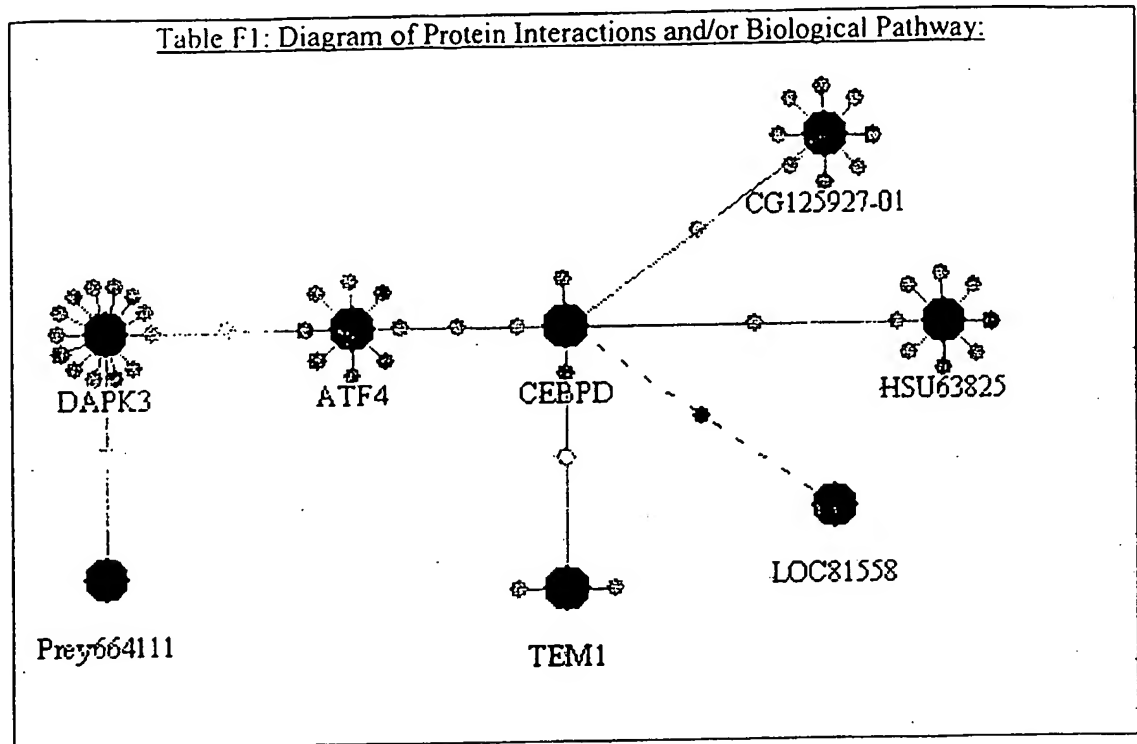 Table F1: Diagram of Protein Interactions and/or Biological Pathway:
CG125927-01
DAPK3
ATF4
CEBPD
HSU63825
LOC81558
Prey664111
TEM1